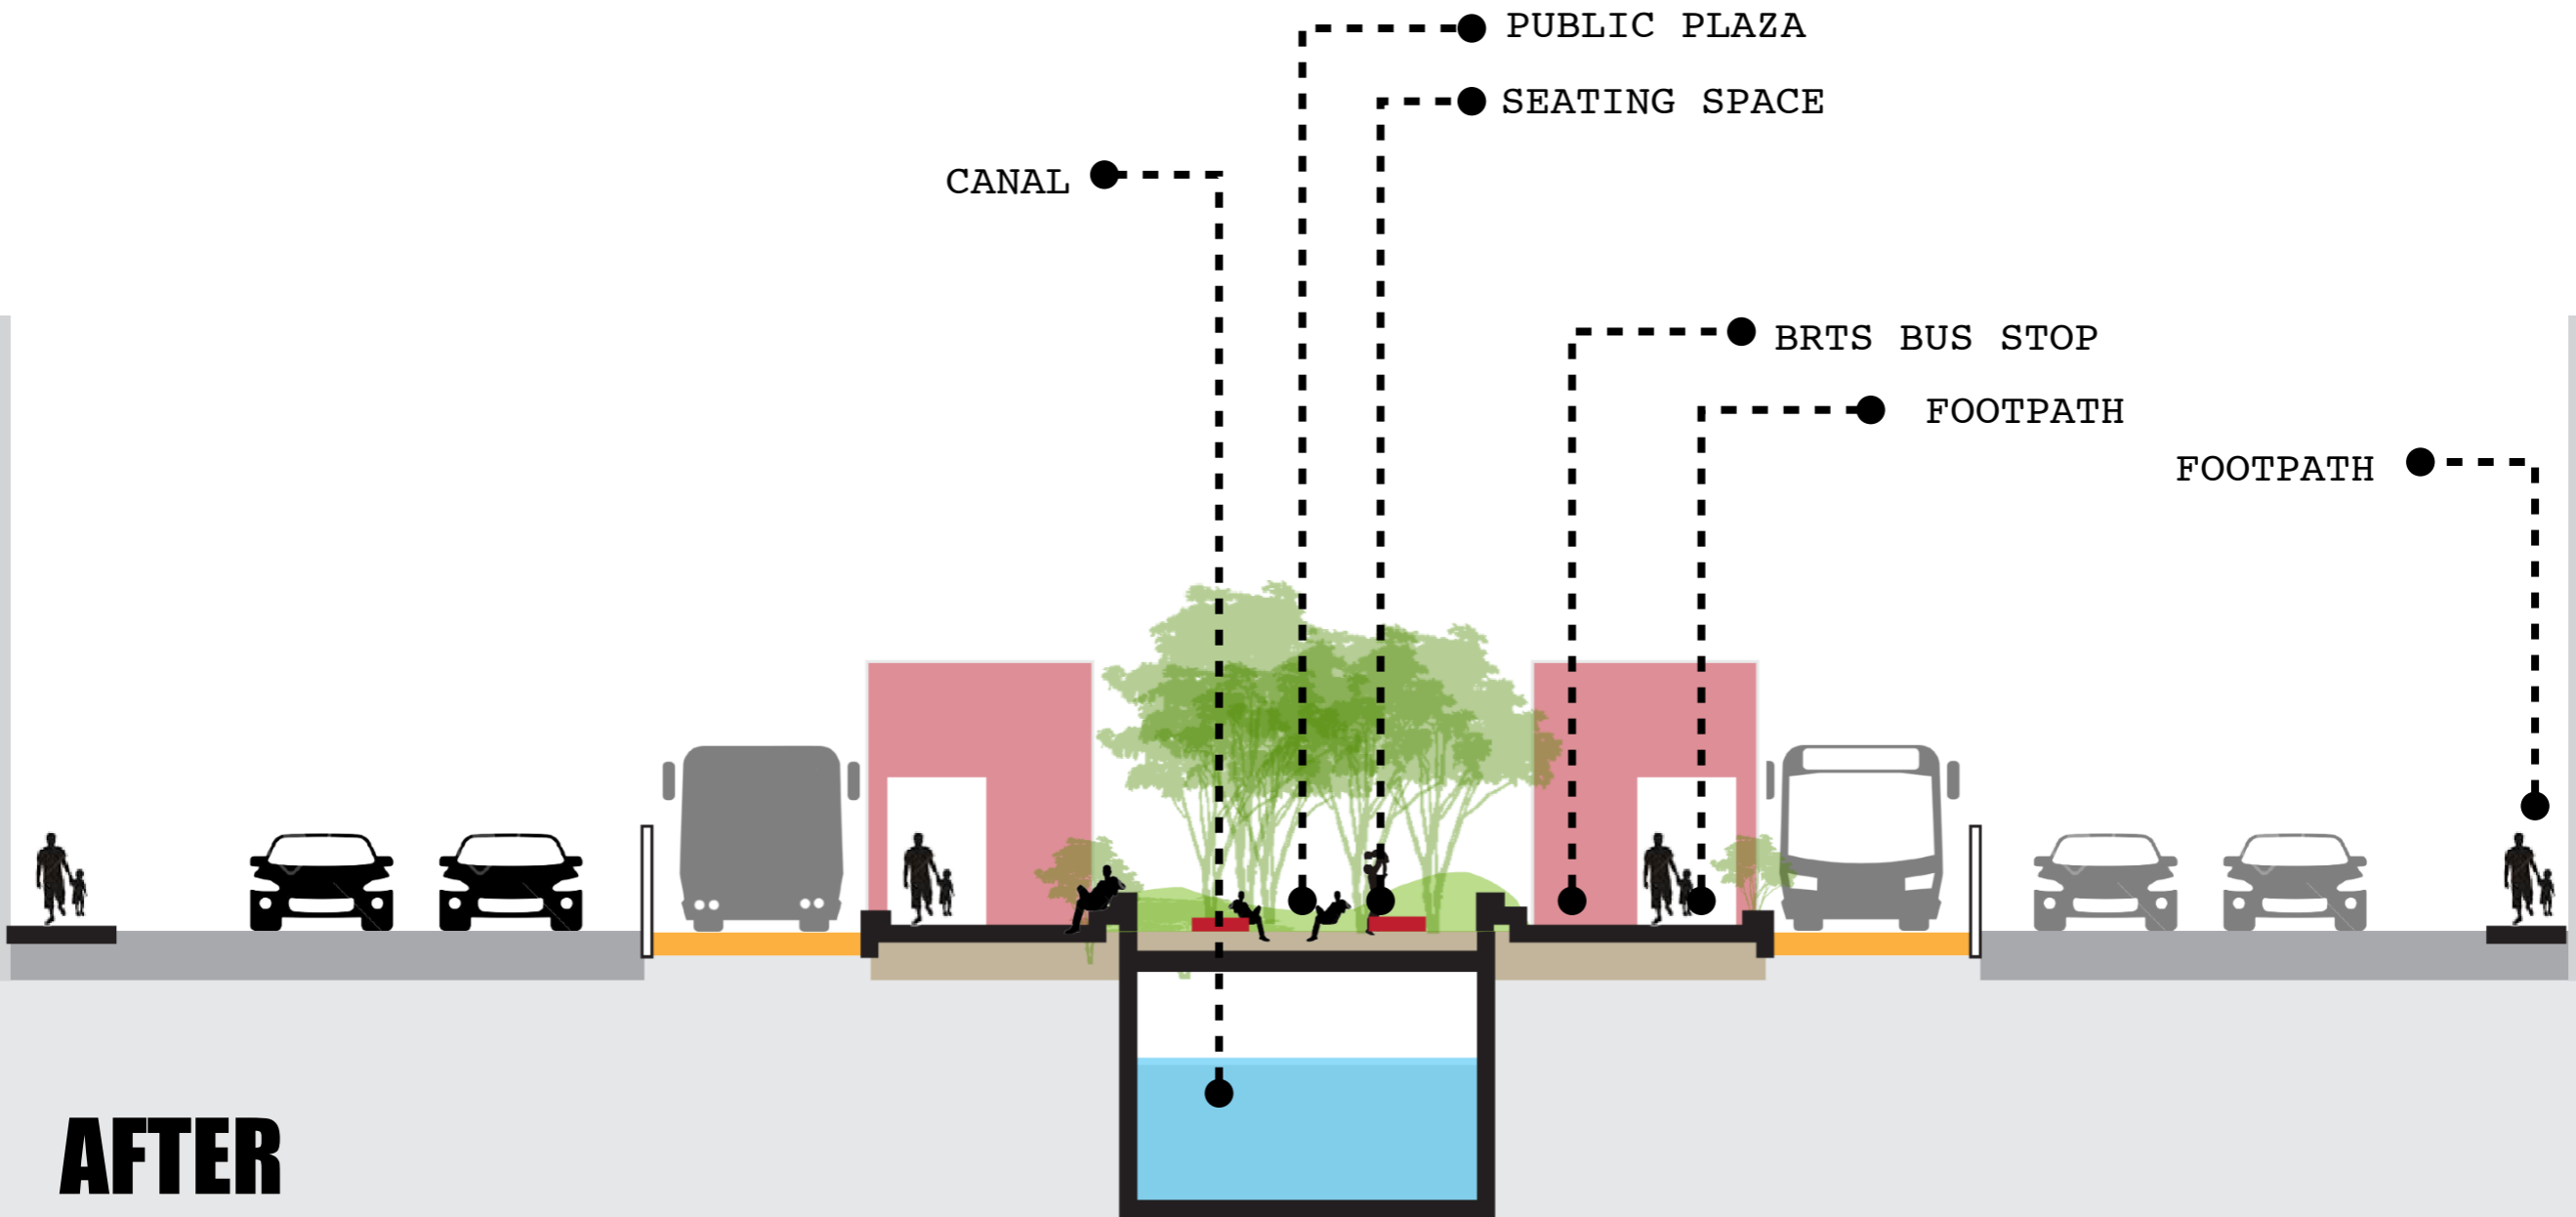 PUBLIC PLAZA
SEATING SPACE
CANAL
BRTS BUS STOP
FOOTPATH
FOOTPATH
AFTER